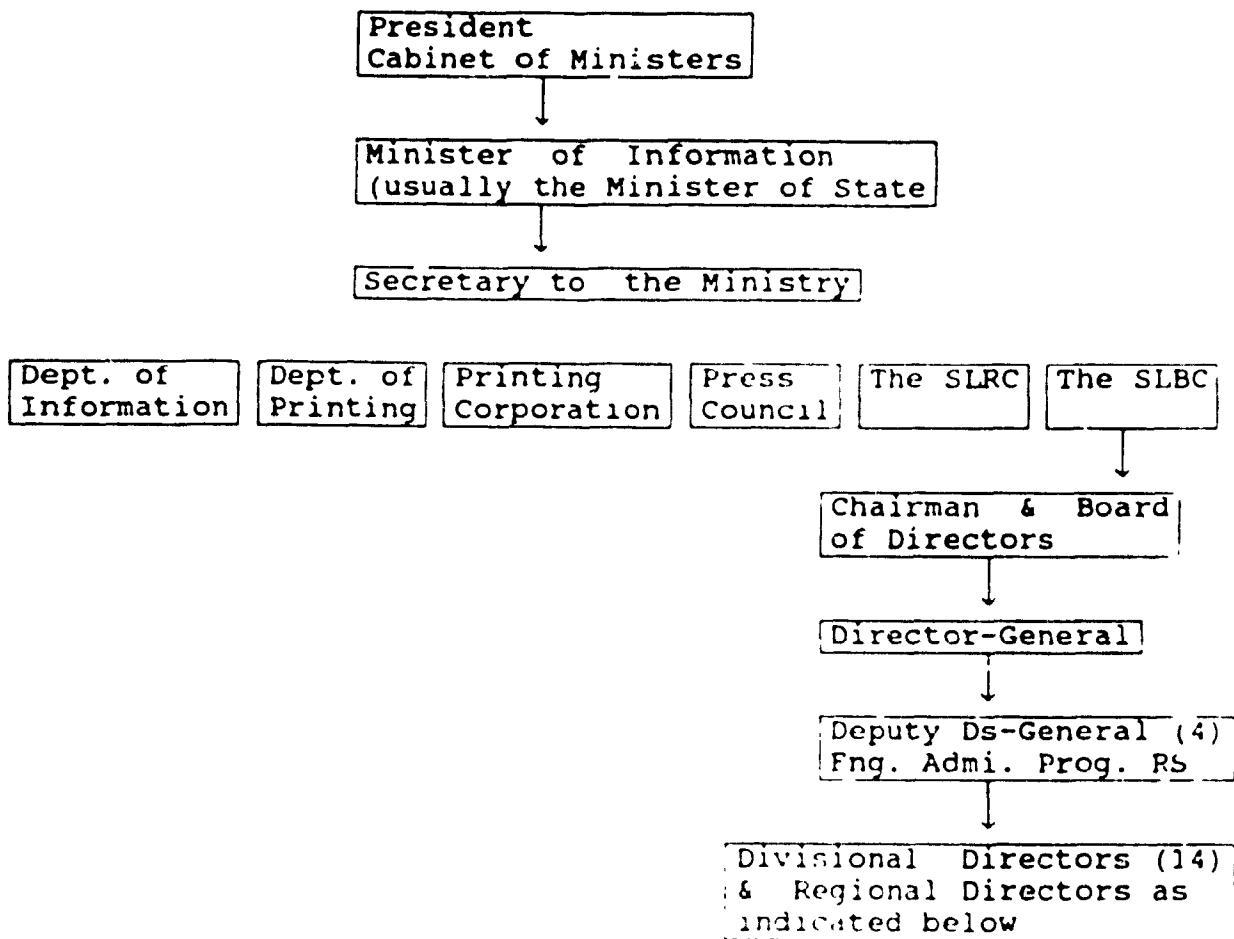 President
Cabinet of Ministers
Minister of Information
(usually the Minister of State
Secretary to the Ministry
Dept. of
Information
Dept. of
Printing
Printing
Corporation
Press
Council
The SLRC
The SLBC
Chairman & Board
of Directors
Director-General
Deputy Ds-General (4)
Eng. Admi. Prog. RS
Divisional Directors (14)
& Regional Directors as
indicated below